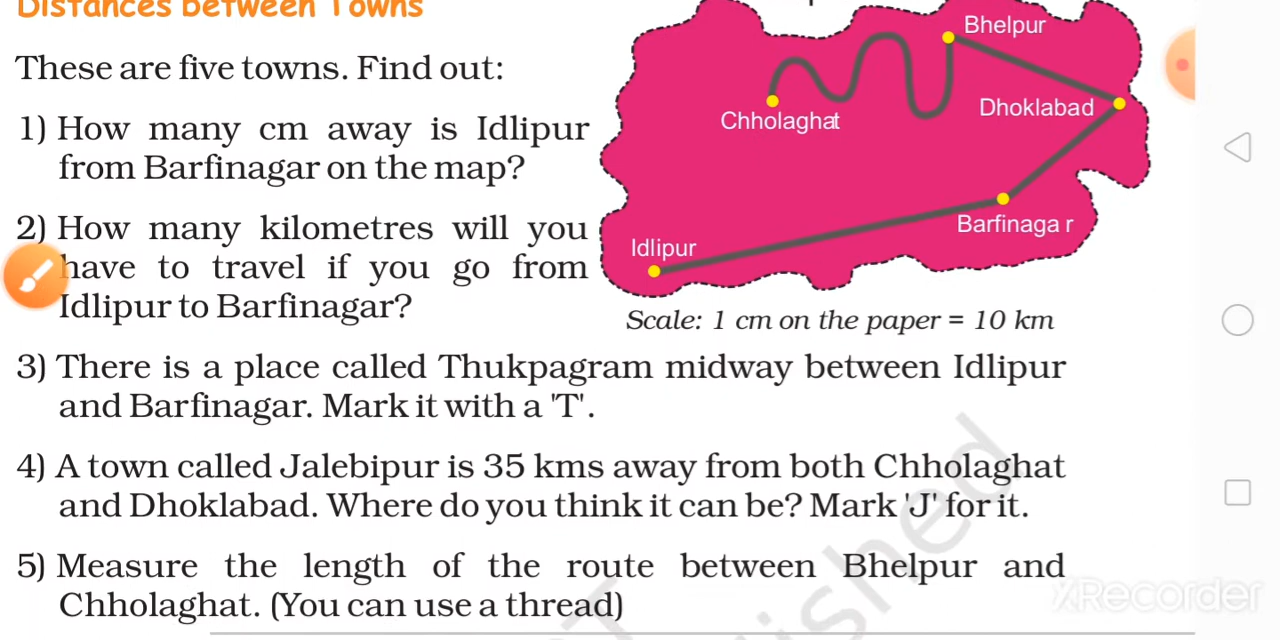 Distances between Towns
These are five towns. Find out:
1) How many cm away is Idlipur
from Barfinagar on the map?
2) How many kilometres will you
have to travel if you go from
Idlipur to Barfinagar?
Bhelpur
Dhoklabad
Chholaghat
Barfinaga r
Idlipur
Scale: 1 cm on the paper = 10 km
3) There is a place called Thukpagram midway between Idlipur
and Barfinagar. Mark it with a 'T'.
4) A town called Jalebipur is 35 kms away from both Chholaghat
and Dhoklabad. Where do you think it can be? Mark 'J' for it.
5) Measure the length of the route between Bhelpur and
Chholaghat. (You can use a thread)
XRecorder